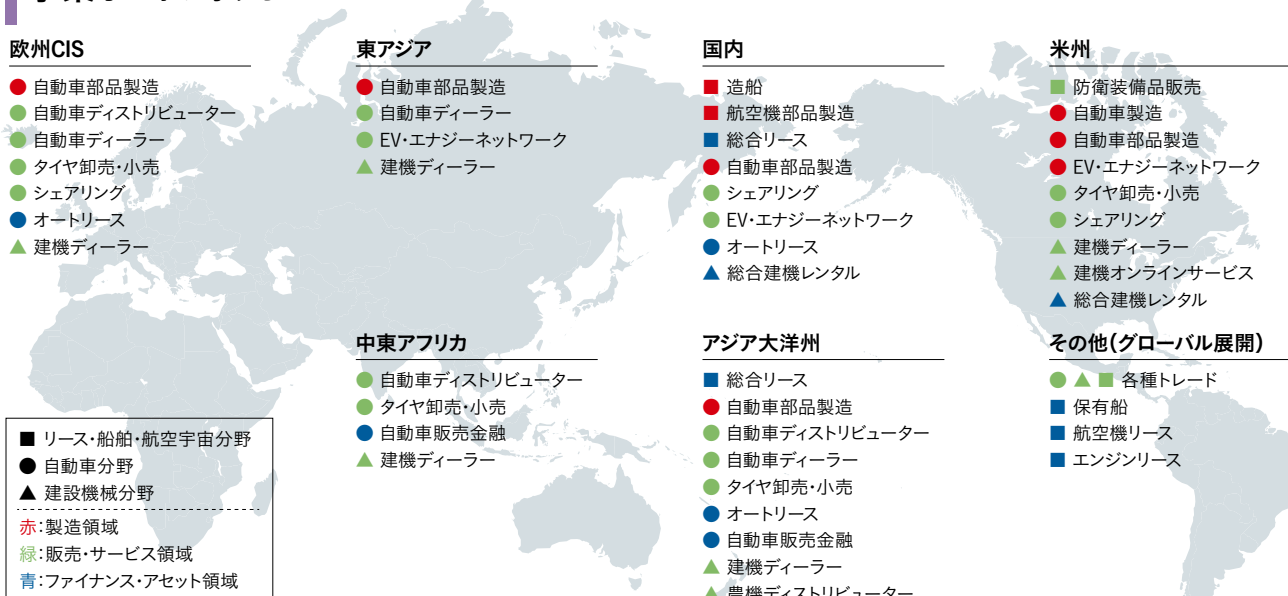 欧州CIS
● 自動車部品製造
● 自動車ディストリビューター
● 自動車ディーラー
● タイヤ卸売・小売
● シェアリング
● オートリース
▲ 建機ディーラー
東アジア
● 自動車部品製造
● 自動車ディーラー
● EV・エナジーネットワーク
▲ 建機ディーラー
国内
■ 造船
■ 航空機部品製造
■ 総合リース
● 自動車部品製造
● シェアリング
● EV・エナジーネットワーク
● オートリース
▲ 総合建機レンタル
米州
■ 防衛装備品販売
● 自動車製造
● 自動車部品製造
● EV・エナジーネットワーク
● タイヤ卸売・小売
● シェアリング
▲ 建機ディーラー
▲ 建機オンラインサービス
▲ 総合建機レンタル
中東アフリカ
● 自動車ディストリビューター
● タイヤ卸売・小売
● 自動車販売金融
▲ 建機ディーラー
アジア大洋州
■ 総合リース
● 自動車部品製造
● 自動車ディストリビューター
● 自動車ディーラー
● タイヤ卸売・小売
● オートリース
● 自動車販売金融
▲ 建機ディーラー
▲ 農機ディストリビューター
その他(グローバル展開)
● ▲ ■ 各種トレード
■ 保有船
■ 航空機リース
■ エンジンリース
■ リース・船舶・航空宇宙分野
● 自動車分野
▲ 建設機械分野
赤:製造領域
緑:販売・サービス領域
青:ファイナンス・アセット領域